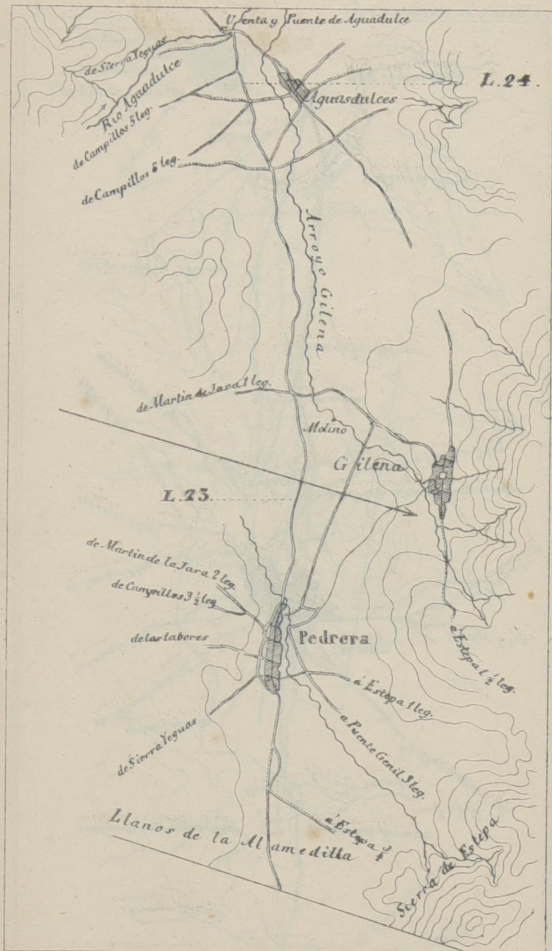 Venta y Puente de Aguadulce
de Sierra Yeguas
L. 24.
Rio Aguadulce
Aguasdulces
de Campillos 5 leg.
de Campillos 5 leg.
Arroyo Gilena
de Martin de Jara 1 leg.
Molino
Gilena
L. 23
de Martin de la Jara 2 leg.
de Campillos 3 1/2 leg
de las labores
Pedrera
á Estepa 1 1/2 leg.
á Estepa 1 leg.
de Sierra Yeguas
a Puente Genil 3 leg.
Llanos de la Alamedilla
á Estepa 3/4
Sierra de Estepa